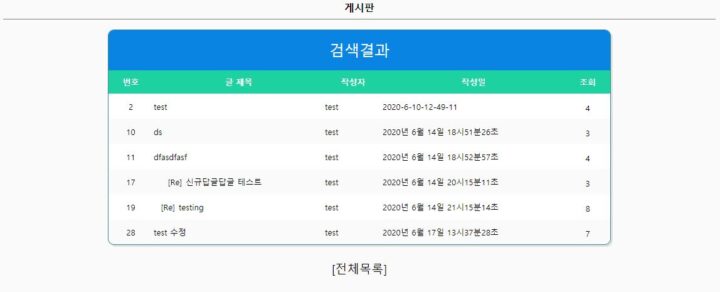 게시판
검색결과
번호 글 제목 작성자 작성일 조회
2 test test 2020-6-10-12-49-11 4
10 ds test 2020년 6월 14일 18시51분26초 3
11 dfasdfasf test 2020년 6월 14일 18시52분57초 4
17 [Re] 신규답글답글 테스트 test 2020년 6월 14일 20시15분11초 3
19 [Re] testing test 2020년 6월 14일 21시15분14초 8
28 test 수정 test 2020년 6월 17일 13시37분28초 7
[전체목록]